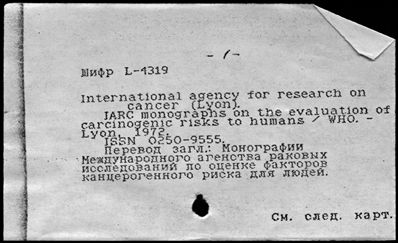 - 1 -
Шифр L-4319
International agency for research on
cancer (Lyon).
IARC monographs on the evaluation of
carcinogenic risks to humans / WHO. -
Lyon, 1972.
ISSN 0250-9555.
Перевод загл.: Монографии
Международного агенства раковых
исследований по оценке факторов
канцерогенного риска для людей.
См. след. карт.